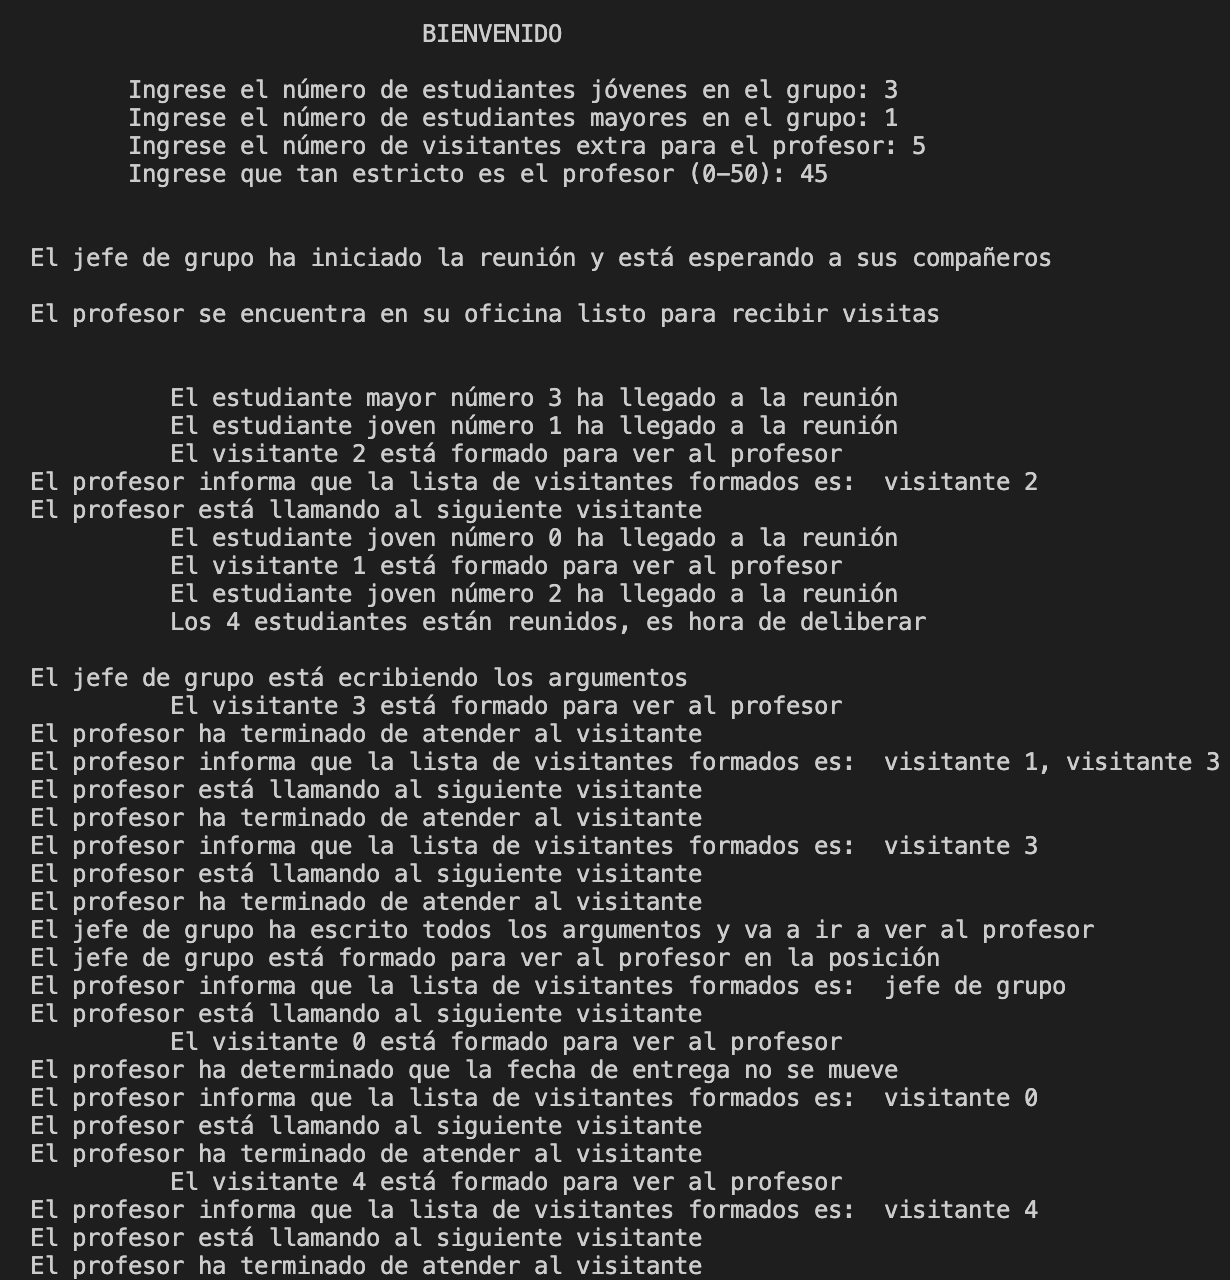 BIENVENIDO
Ingrese el número de estudiantes jóvenes en el grupo: 3
Ingrese el número de estudiantes mayores en el grupo: 1
Ingrese el número de visitantes extra para el profesor: 5
Ingrese que tan estricto es el profesor (0-50): 45
El jefe de grupo ha iniciado la reunión y está esperando a sus compañeros
El profesor se encuentra en su oficina listo para recibir visitas
El estudiante mayor número 3 ha llegado a la reunión
El estudiante joven número 1 ha llegado a la reunión
El visitante 2 está formado para ver al profesor
El profesor informa que la lista de visitantes formados es:  visitante 2
El profesor está llamando al siguiente visitante
El estudiante joven número 0 ha llegado a la reunión
El visitante 1 está formado para ver al profesor
El estudiante joven número 2 ha llegado a la reunión
Los 4 estudiantes están reunidos, es hora de deliberar
El jefe de grupo está ecribiendo los argumentos
El visitante 3 está formado para ver al profesor
El profesor ha terminado de atender al visitante
El profesor informa que la lista de visitantes formados es:  visitante 1, visitante 3
El profesor está llamando al siguiente visitante
El profesor ha terminado de atender al visitante
El profesor informa que la lista de visitantes formados es:  visitante 3
El profesor está llamando al siguiente visitante
El profesor ha terminado de atender al visitante
El jefe de grupo ha escrito todos los argumentos y va a ir a ver al profesor
El jefe de grupo está formado para ver al profesor en la posición
El profesor informa que la lista de visitantes formados es:  jefe de grupo
El profesor está llamando al siguiente visitante
El visitante 0 está formado para ver al profesor
El profesor ha determinado que la fecha de entrega no se mueve
El profesor informa que la lista de visitantes formados es:  visitante 0
El profesor está llamando al siguiente visitante
El profesor ha terminado de atender al visitante
El visitante 4 está formado para ver al profesor
El profesor informa que la lista de visitantes formados es:  visitante 4
El profesor está llamando al siguiente visitante
El profesor ha terminado de atender al visitante